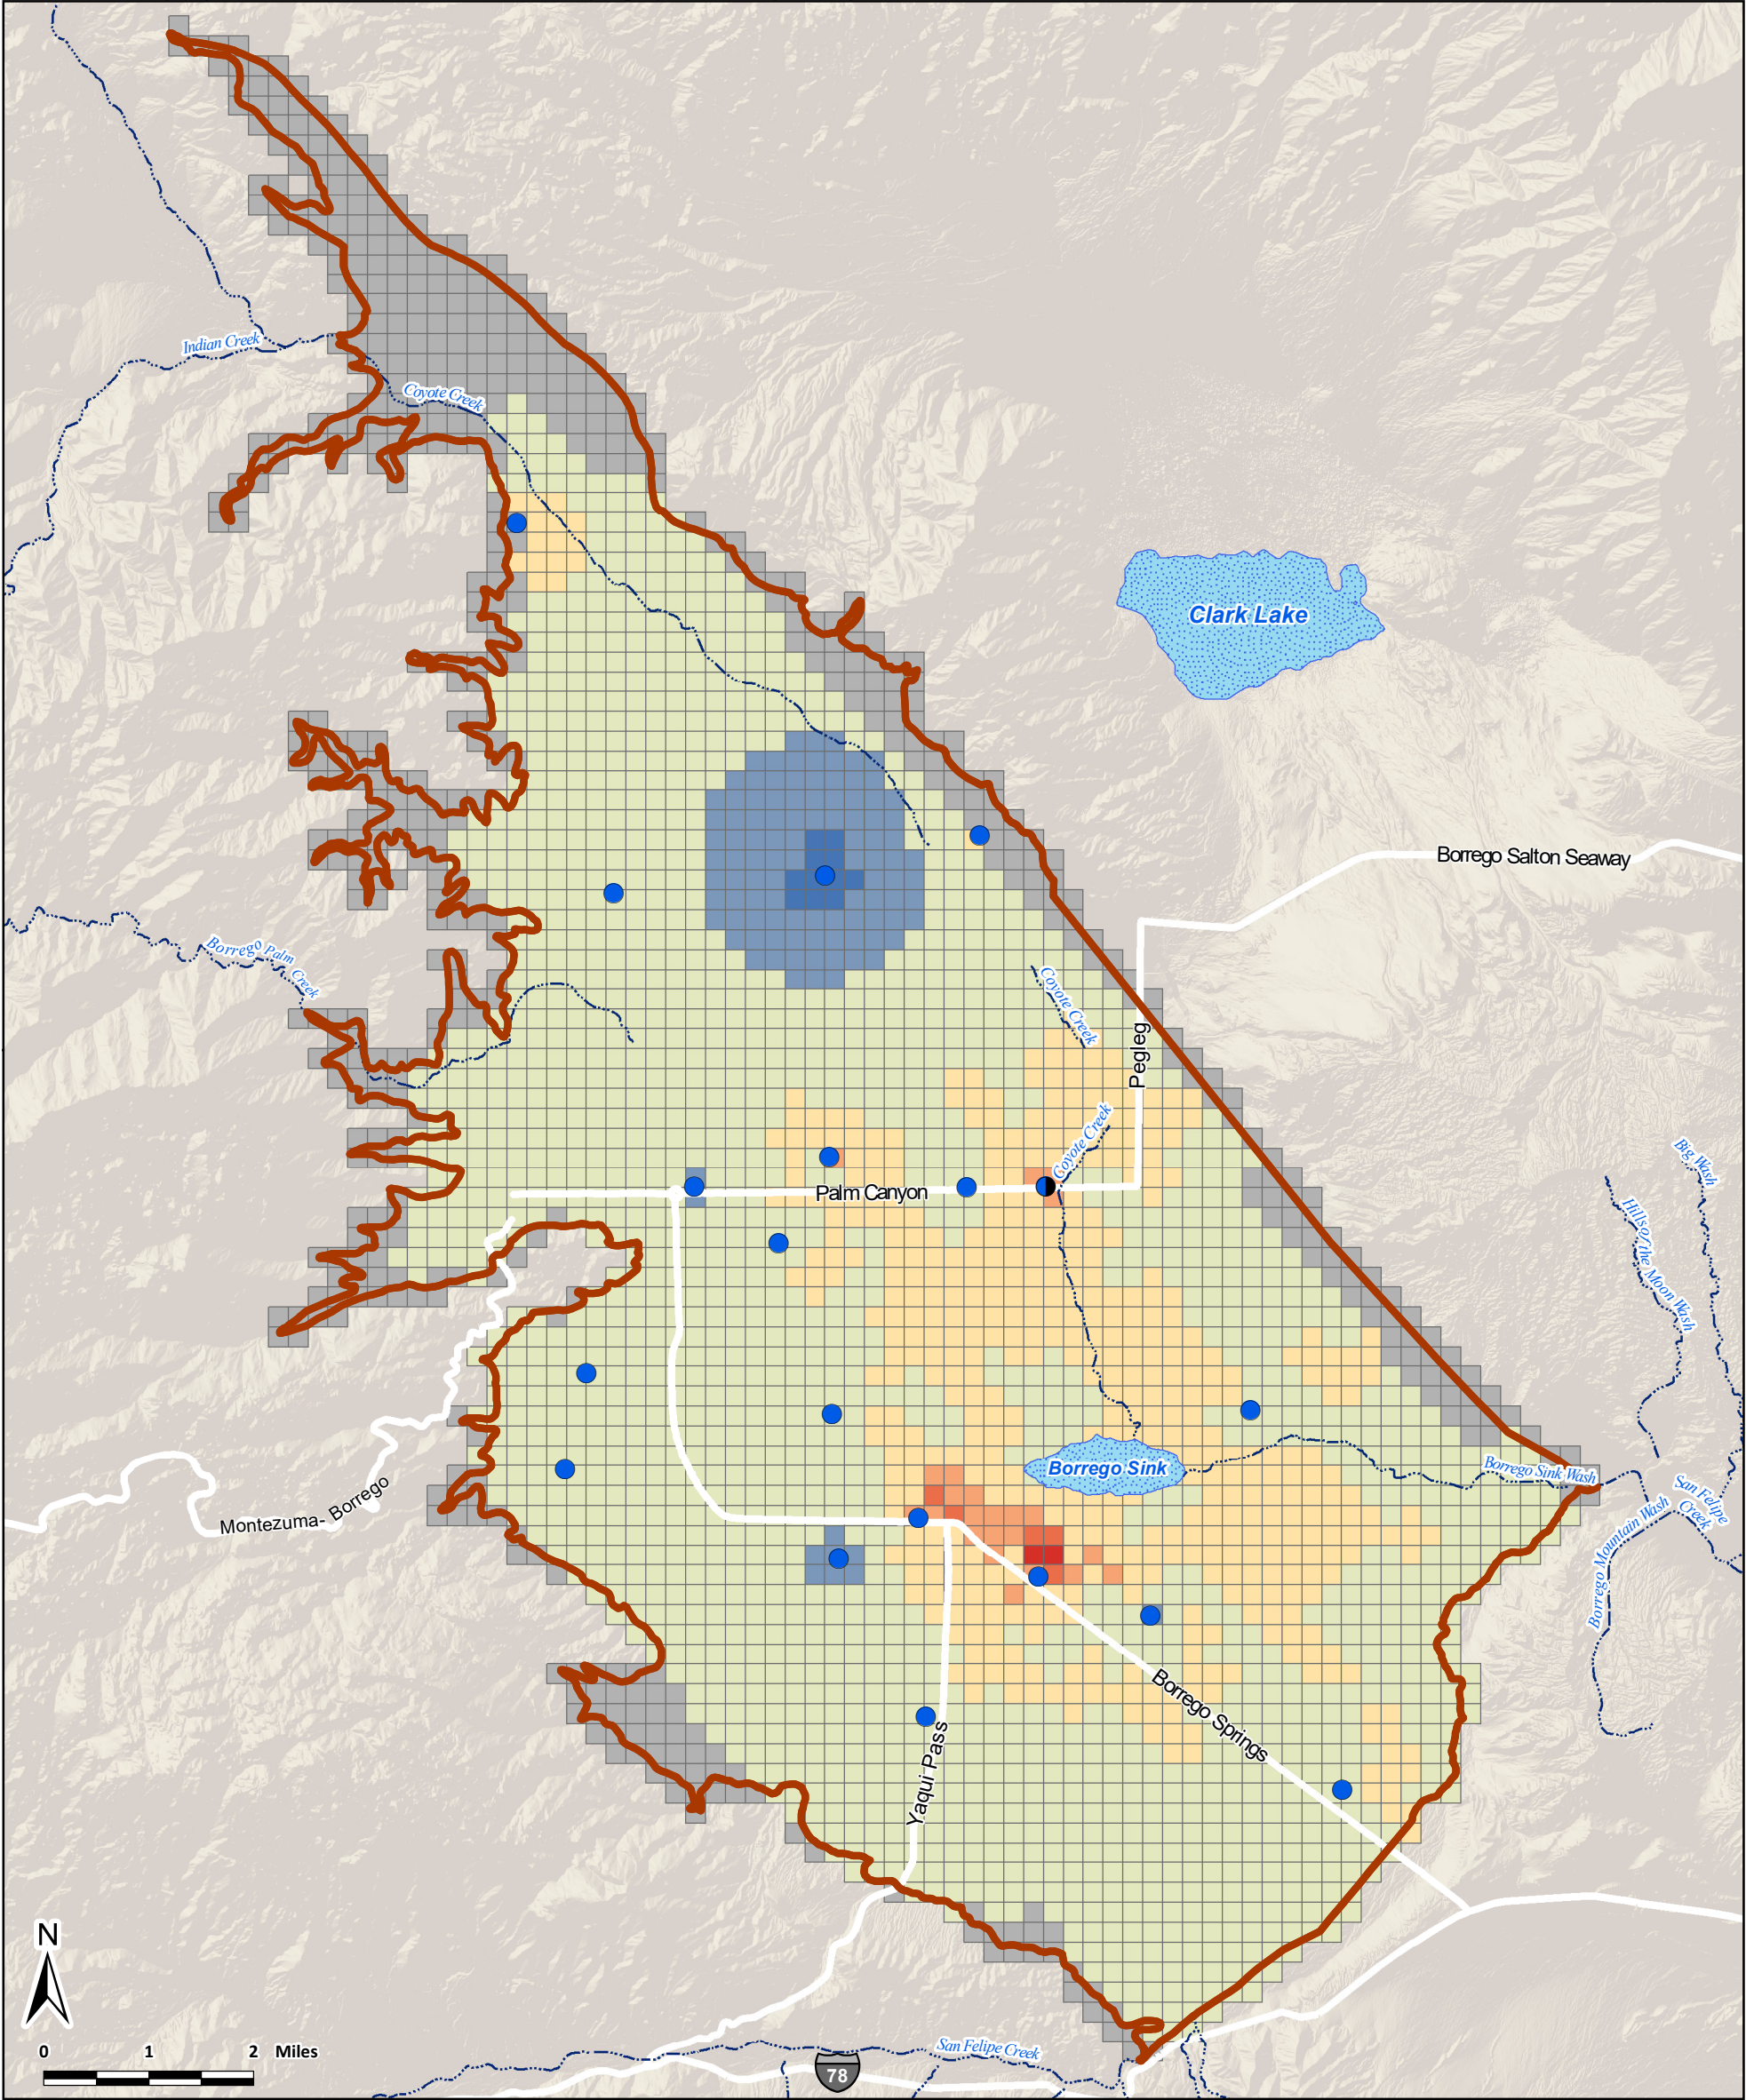 Indian Creek
Coyote Creek
Clark Lake
Borrego Salton Seaway
Borrego Palm
Creek
Coyote Creek
Pegleg
Coyote Creek
Palm Canyon
Big Wash
Hills of the Moon Wash
Borrego Sink
Borrego Sink Wash
San Felipe
Creek
Montezuma- Borrego
Borrego Mountain Wash
Borrego Springs
Yaqui Pass
N
0 1 2 Miles
San Felipe Creek
78